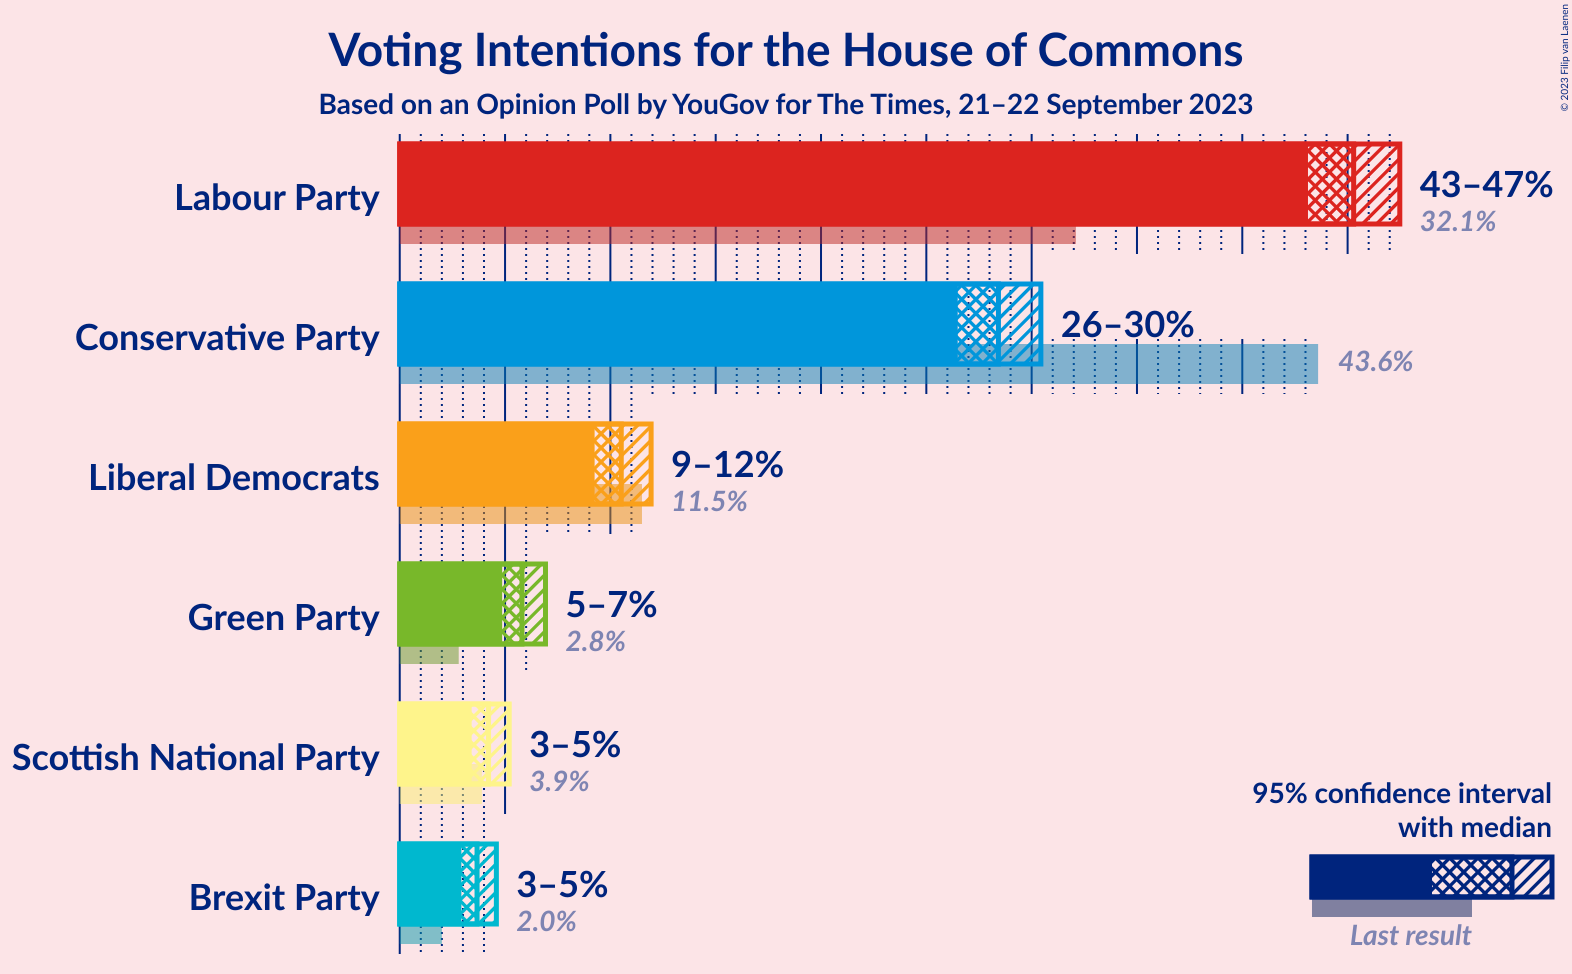 Voting Intentions for the House of Commons
Based on an Opinion Poll by YouGov for The Times, 21–22 September 2023
© 2023 Filip van Laenen
Labour Party
43–47%
32.1%
Conservative Party
26–30%
43.6%
Liberal Democrats
9–12%
11.5%
Green Party
5–7%
2.8%
Scottish National Party
3–5%
3.9%
Brexit Party
3–5%
2.0%
95% confidence interval
with median
Last result